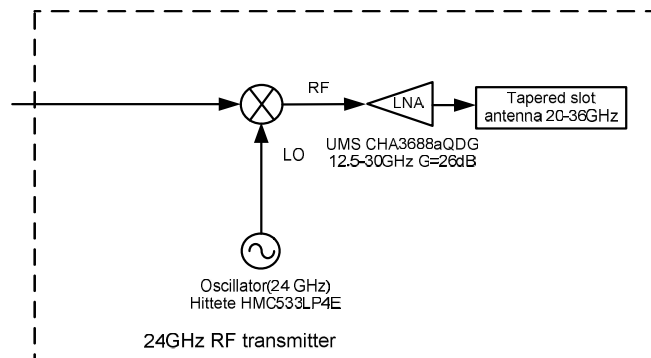 RF
LNA
Tapered slot
antenna 20-36GHz
LO
UMS CHA3688aQDG
12.5-30GHz G=26dB
Oscillator(24 GHz)
Hittete HMC533LP4E
24GHz RF transmitter